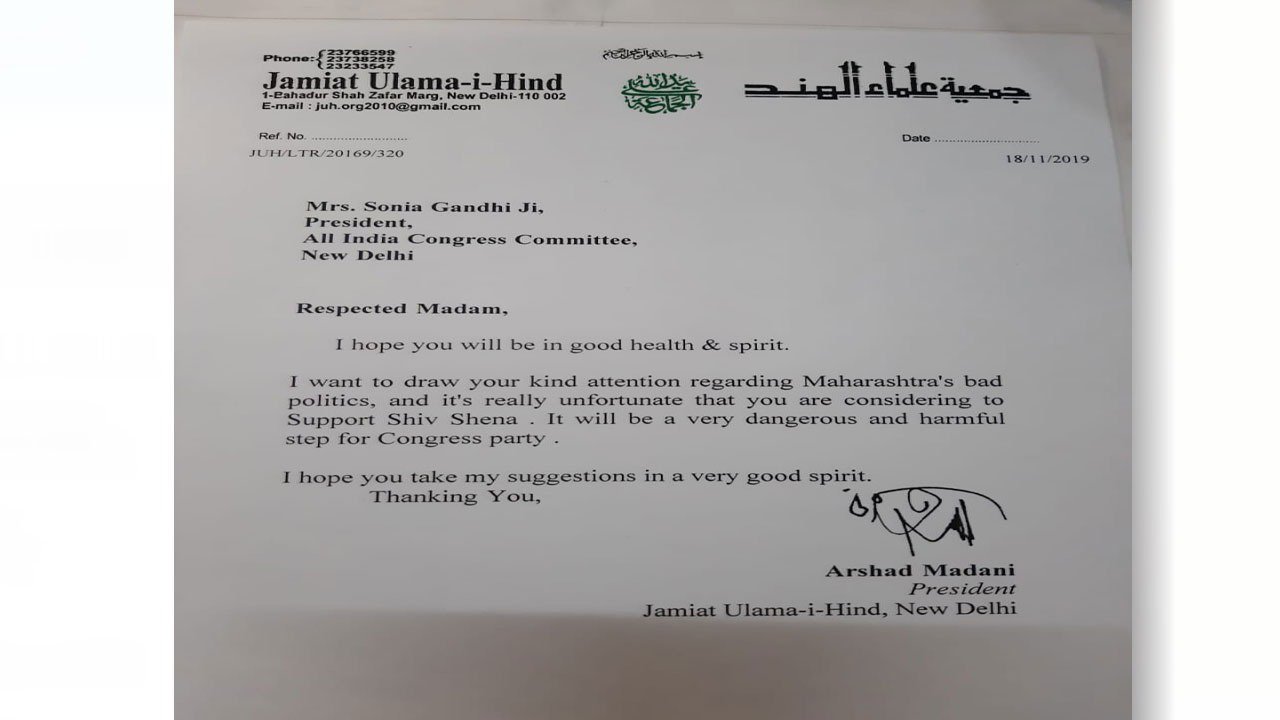 Phone:{ 23766599
23738258
23233547
Jamiat Ulama-i-Hind
1-Bahadur Shah Zafar Marg, New Delhi-110 002
E-mail : juh.org2010@gmail.com
جمعية علماء الهند
Ref. No. ............................
JUH/LTR/20169/320
Date ..............................
18/11/2019
Mrs. Sonia Gandhi Ji,
President,
All India Congress Committee,
New Delhi
Respected Madam,
I hope you will be in good health & spirit.
I want to draw your kind attention regarding Maharashtra's bad
politics, and it's really unfortunate that you are considering to
Support Shiv Shena . It will be a very dangerous and harmful
step for Congress party .
I hope you take my suggestions in a very good spirit.
Thanking You,
Arshad Madani
President
Jamiat Ulama-i-Hind, New Delhi